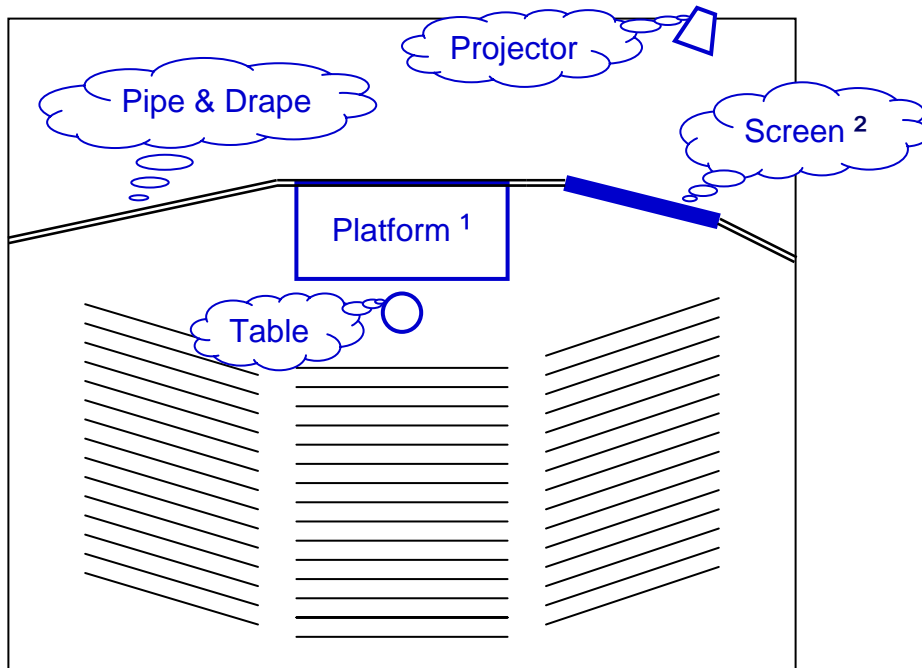 Projector
Pipe & Drape
Screen ²
Platform ¹
Table